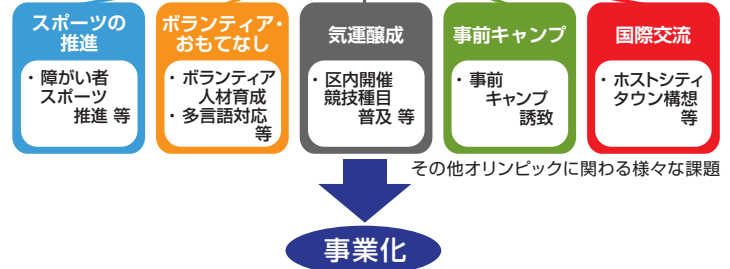 スポーツの
推進
・障がい者
スポーツ
推進 等
ボランティア・
おもてなし
・ボランティア
人材育成
・多言語対応
等
気運醸成
・区内開催
競技種目
普及 等
事前キャンプ
・事前
キャンプ
誘致
国際交流
・ホストシティ
タウン構想
等
その他オリンピックに関わる様々な課題
事業化